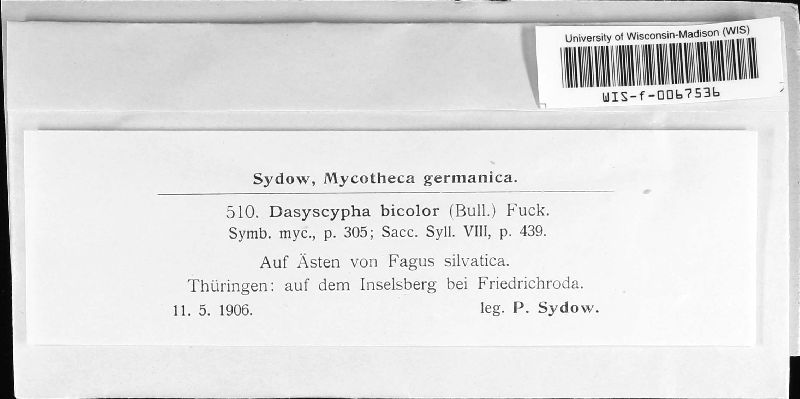 University of Wisconsin-Madison (WIS)
WIS-f-0067536
Sydow, Mycotheca germanica.
510. Dasyscypha bicolor (Bull.) Fuck.
Symb. myc., p. 305; Sacc. Syll. VIII, p. 439.
Auf Ästen von Fagus silvatica.
Thüringen: auf dem Inselsberg bei Friedrichroda.
11. 5. 1906. leg. P. Sydow.